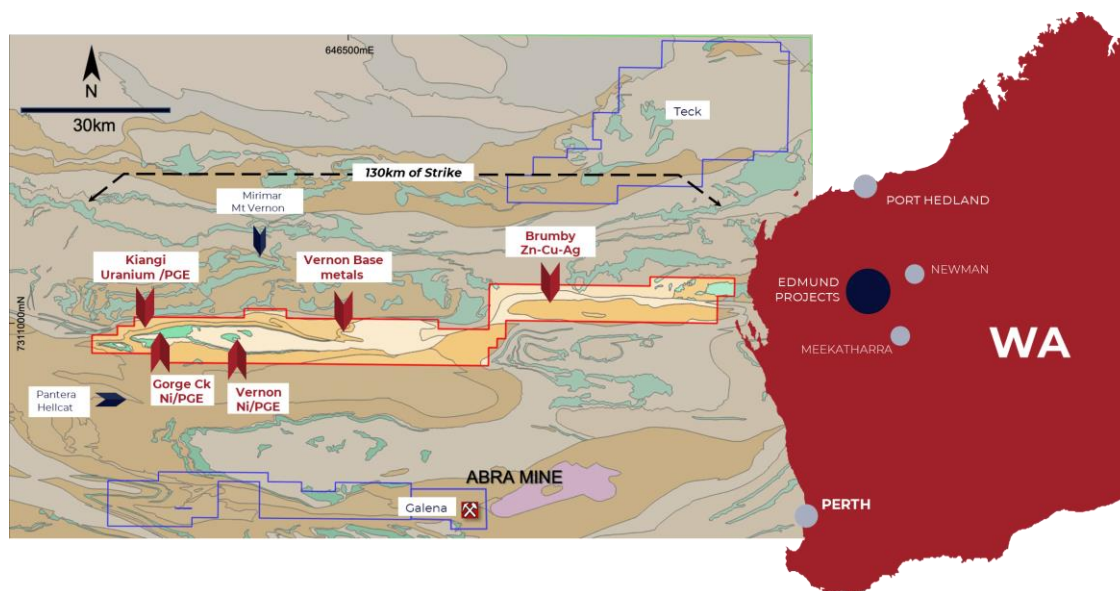 646500mE
N
30km
Teck
130km of Strike
Mirimar
Mt Vernon
Kiangi
Uranium /PGE
Vernon Base
metals
Brumby
Zn-Cu-Ag
7311000mN
Gorge Ck
Ni/PGE
Vernon
Ni/PGE
Pantera
Hellcat
ABRA MINE
Galena
PORT HEDLAND
NEWMAN
EDMUND
PROJECTS
MEEKATHARRA
WA
PERTH